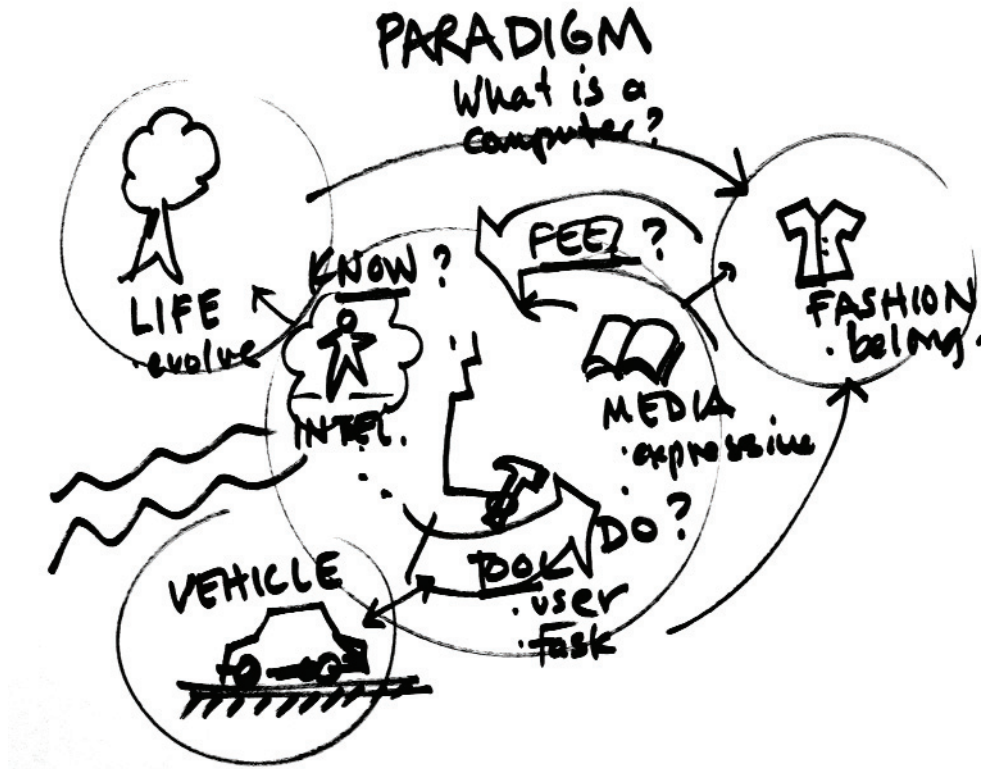 PARADIGM
What is a
computer?
FEEL?
KNOW?
LIFE
· evolve
INTEL.
FASHION
· belong ·
MEDIA
· expressive
DO?
TOOL
· user
· task
VEHICLE